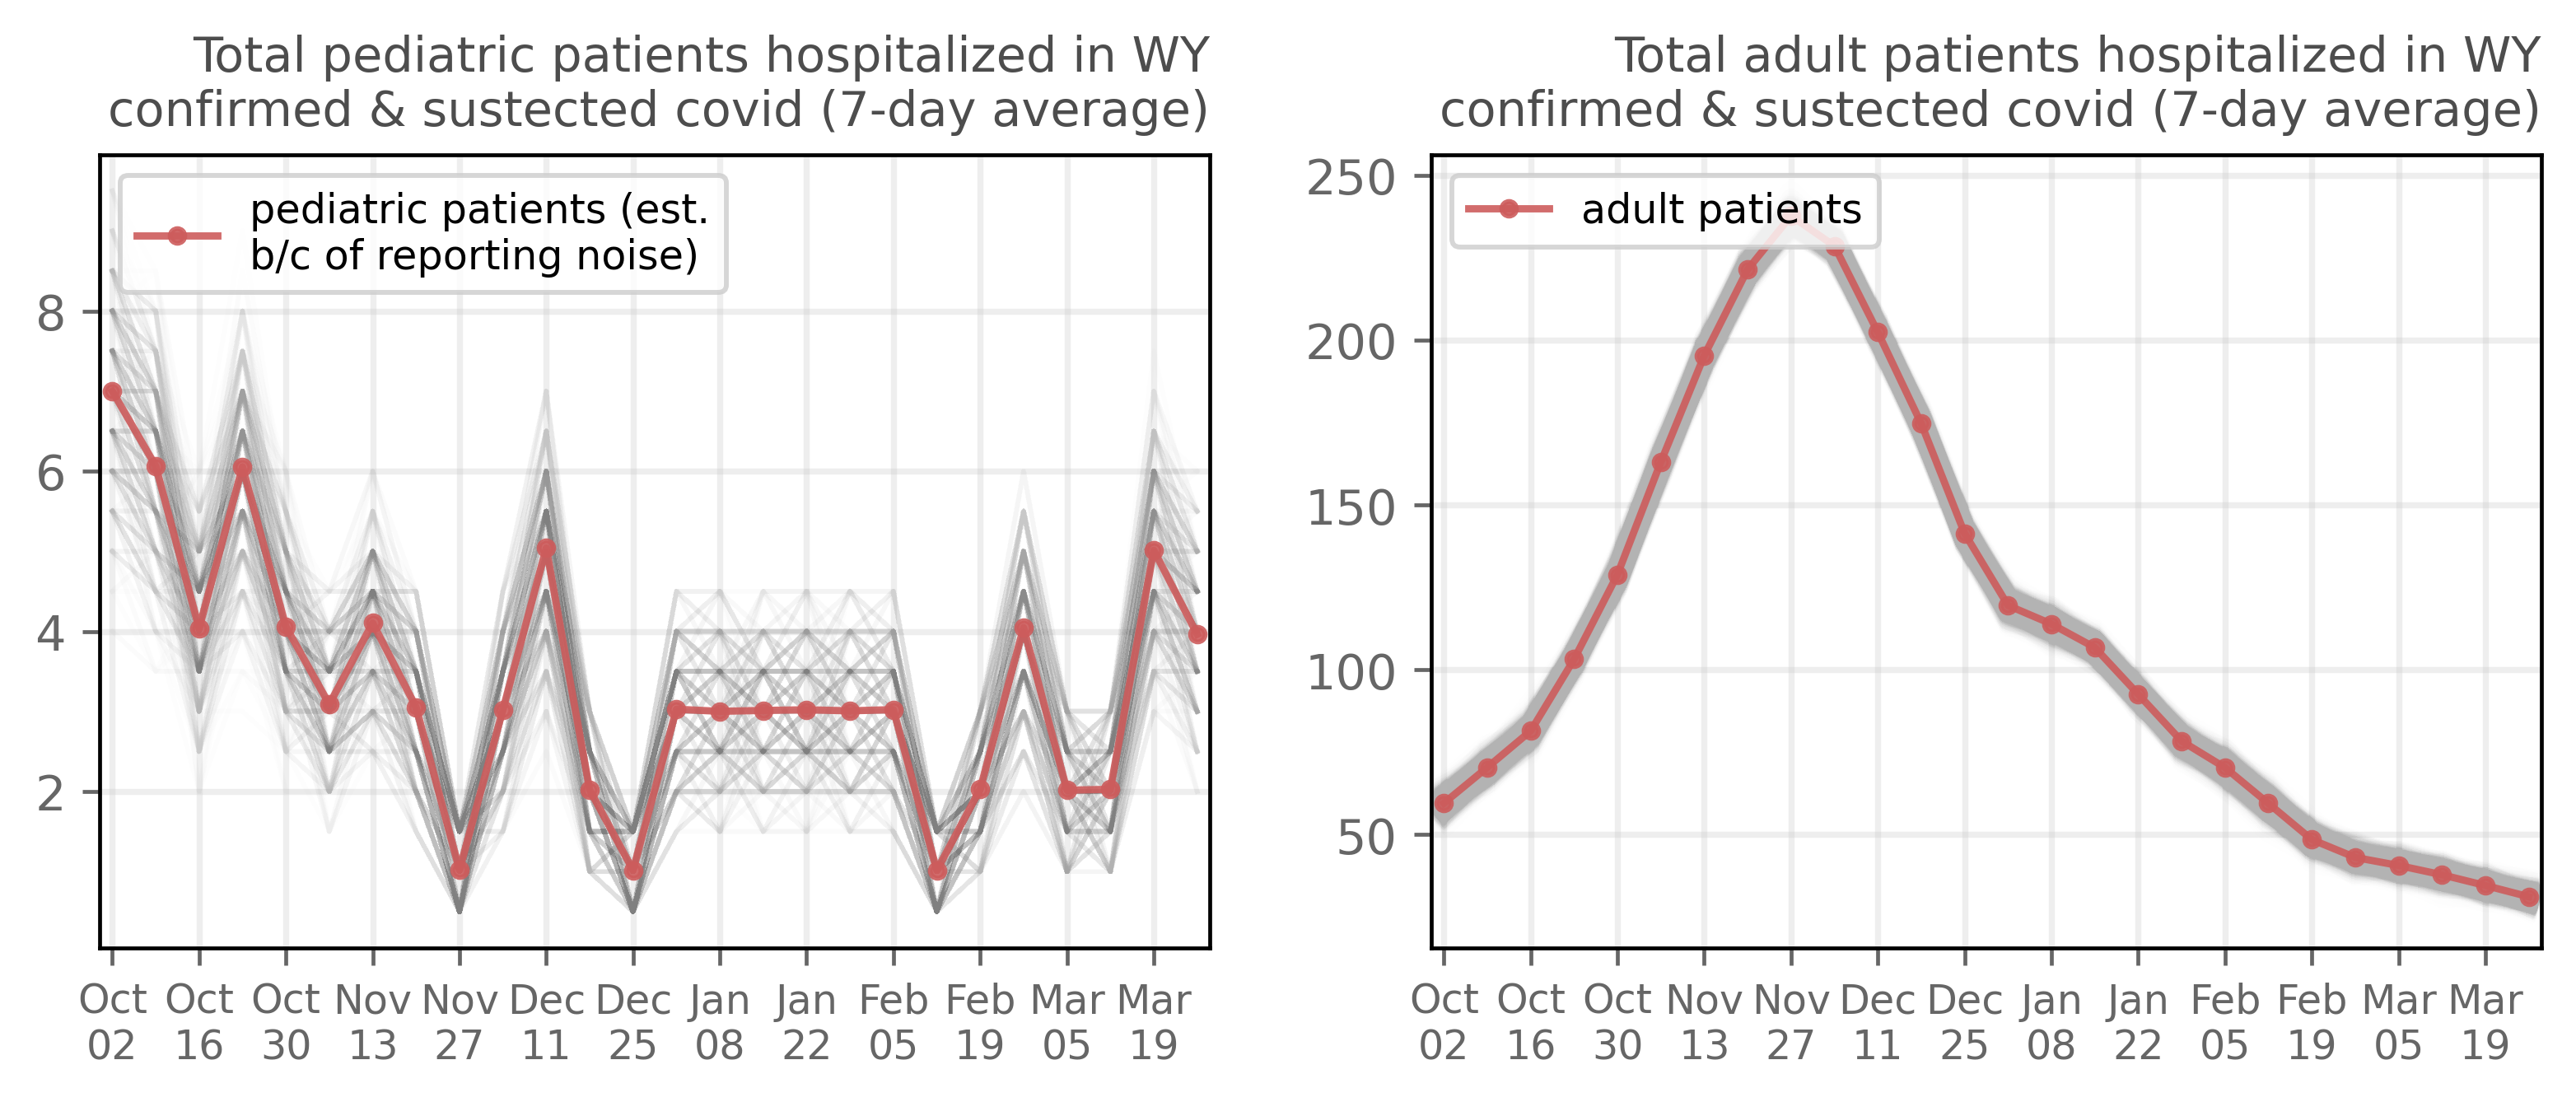 Total pediatric patients hospitalized in WY
confirmed & sustected covid (7-day average)
pediatric patients (est.
b/c of reporting noise)
8
6
4
2
Oct Oct Oct Nov Nov Dec Dec Jan Jan Feb Feb Mar Mar
02 16 30 13 27 11 25 08 22 05 19 05 19
Total adult patients hospitalized in WY
confirmed & sustected covid (7-day average)
adult patients
250
200
150
100
50
Oct Oct Oct Nov Nov Dec Dec Jan Jan Feb Feb Mar Mar
02 16 30 13 27 11 25 08 22 05 19 05 19